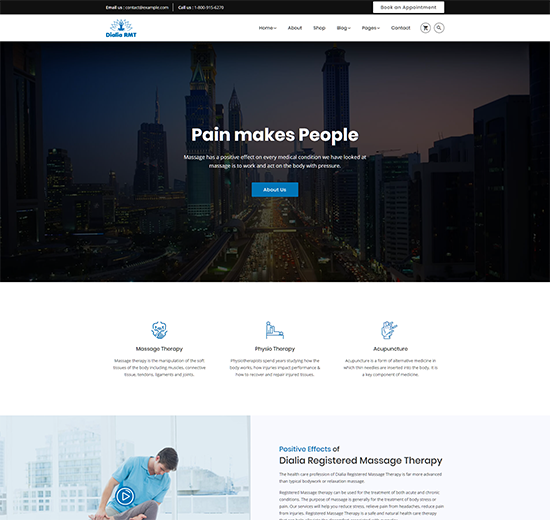 Email us : contact@example.com
Call us : 1-800.915.6270
Book an Appointment
Dialia RMT
Home
About
Shop
Blog
Pages
Contact
Pain makes People
Massage has a positive effect on every medical condition we have looked at
massage is to work and act on the body with pressure.
About Us
Massage Therapy
Massage therapy is the manipulation of the soft
tissues of the body including muscles, connective
tissue, tendons, ligaments and joints.
Physio Therapy
Physiotherapists spend years studying how the
body works, how injuries impact performance &
how to recover and repair injured tissues.
Acupuncture
Acupuncture is a form of alternative medicine in
which thin needles are inserted into the body. It is
a key component of medicine.
Positive Effects of
Dialia Registered Massage Therapy
The health care profession of Dialia Registered Massage Therapy is far more advanced
than typical bodywork or relaxation massage.
Registered Massage Therapy can be used for the treatment of both acute and chronic
conditions. The purpose of massage is generally for the treatment of body stress or
pain. Our services will help you reduce stress, relieve pain from headaches, reduce pain
from injuries. Registered Massage Therapy is a safe and natural health care therapy